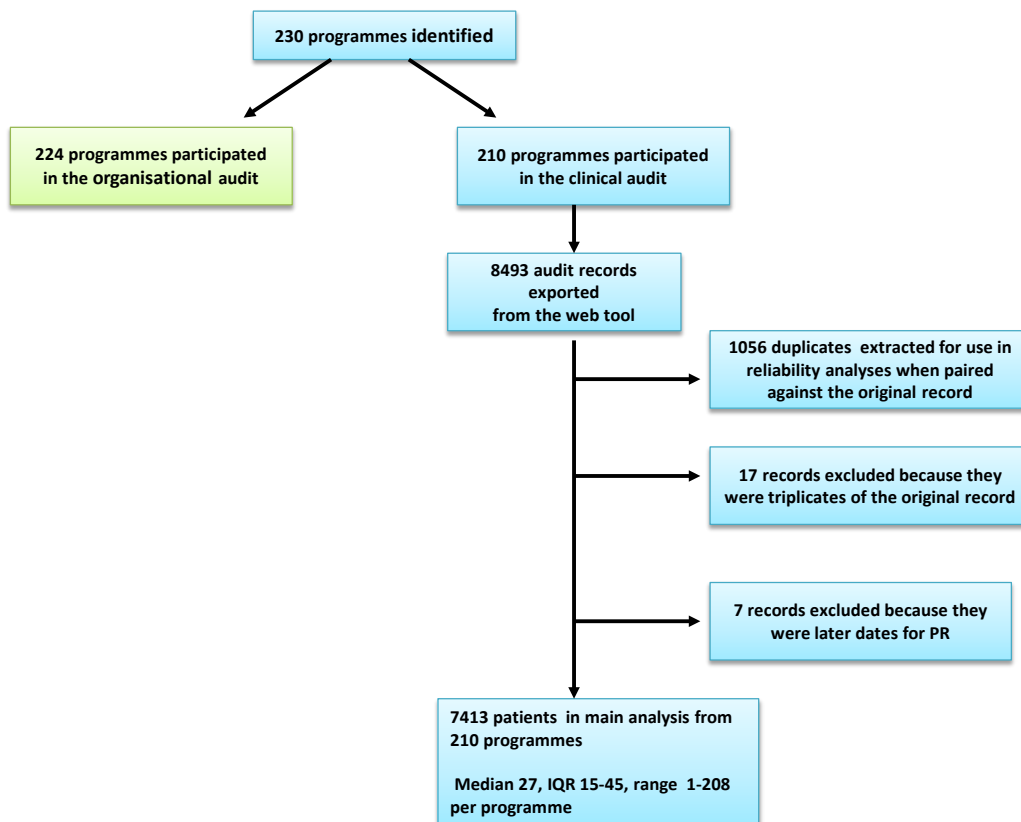 230 programmes identified
224 programmes participated
in the organisational audit
210 programmes participated
in the clinical audit
8493 audit records
exported
from the web tool
1056 duplicates extracted for use in
reliability analyses when paired
against the original record
17 records excluded because they
were triplicates of the original record
7 records excluded because they
were later dates for PR
7413 patients in main analysis from
210 programmes
Median 27, IQR 15-45, range 1-208
per programme